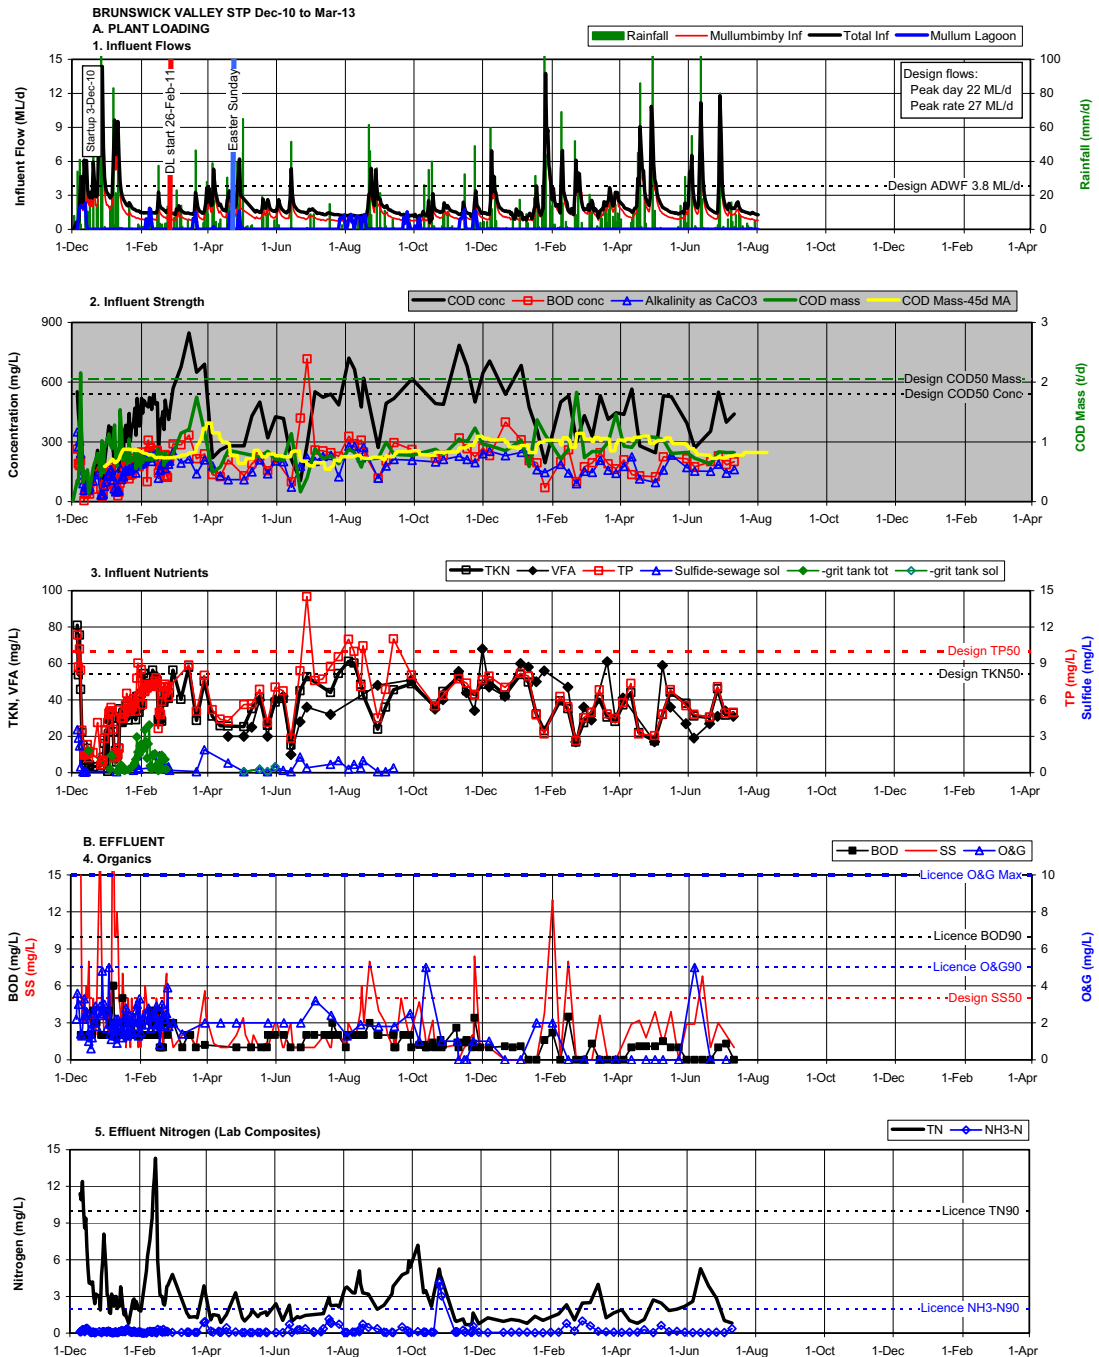 BRUNSWICK VALLEY STP Dec-10 to Mar-13
A. PLANT LOADING
1. Influent Flows
Rainfall Mullumbimby Inf Total Inf Mullum Lagoon
Influent Flow (ML/d)
Rainfall (mm/d)
15 12 9 6 3 0
100 80 60 40 20 0
Startup 3-Dec-10
DL start 26-Feb-11
Easter Sunday
Design flows:
Peak day 22 ML/d
Peak rate 27 ML/d
Design ADWF 3.8 ML/d
1-Dec 1-Feb 1-Apr 1-Jun 1-Aug 1-Oct 1-Dec 1-Feb 1-Apr 1-Jun 1-Aug 1-Oct 1-Dec 1-Feb 1-Apr
2. Influent Strength
COD conc BOD conc Alkalinity as CaCO3 COD mass COD Mass-45d MA
Concentration (mg/L)
COD Mass (t/d)
900 600 300 0
3 2 1 0
Design COD50 Mass
Design COD50 Conc
1-Dec 1-Feb 1-Apr 1-Jun 1-Aug 1-Oct 1-Dec 1-Feb 1-Apr 1-Jun 1-Aug 1-Oct 1-Dec 1-Feb 1-Apr
3. Influent Nutrients
TKN VFA TP Sulfide-sewage sol -grit tank tot -grit tank sol
TKN, VFA (mg/L)
TP (mg/L)
Sulfide (mg/L)
100 80 60 40 20 0
15 12 9 6 3 0
Design TP50
Design TKN50
1-Dec 1-Feb 1-Apr 1-Jun 1-Aug 1-Oct 1-Dec 1-Feb 1-Apr 1-Jun 1-Aug 1-Oct 1-Dec 1-Feb 1-Apr
B. EFFLUENT
4. Organics
BOD SS O&G
BOD (mg/L)
SS (mg/L)
O&G (mg/L)
15 12 9 6 3 0
10 8 6 4 2 0
Licence O&G Max
Licence BOD90
Licence O&G90
Design SS50
1-Dec 1-Feb 1-Apr 1-Jun 1-Aug 1-Oct 1-Dec 1-Feb 1-Apr 1-Jun 1-Aug 1-Oct 1-Dec 1-Feb 1-Apr
5. Effluent Nitrogen (Lab Composites)
TN NH3-N
Nitrogen (mg/L)
15 12 9 6 3 0
Licence TN90
Licence NH3-N90
1-Dec 1-Feb 1-Apr 1-Jun 1-Aug 1-Oct 1-Dec 1-Feb 1-Apr 1-Jun 1-Aug 1-Oct 1-Dec 1-Feb 1-Apr